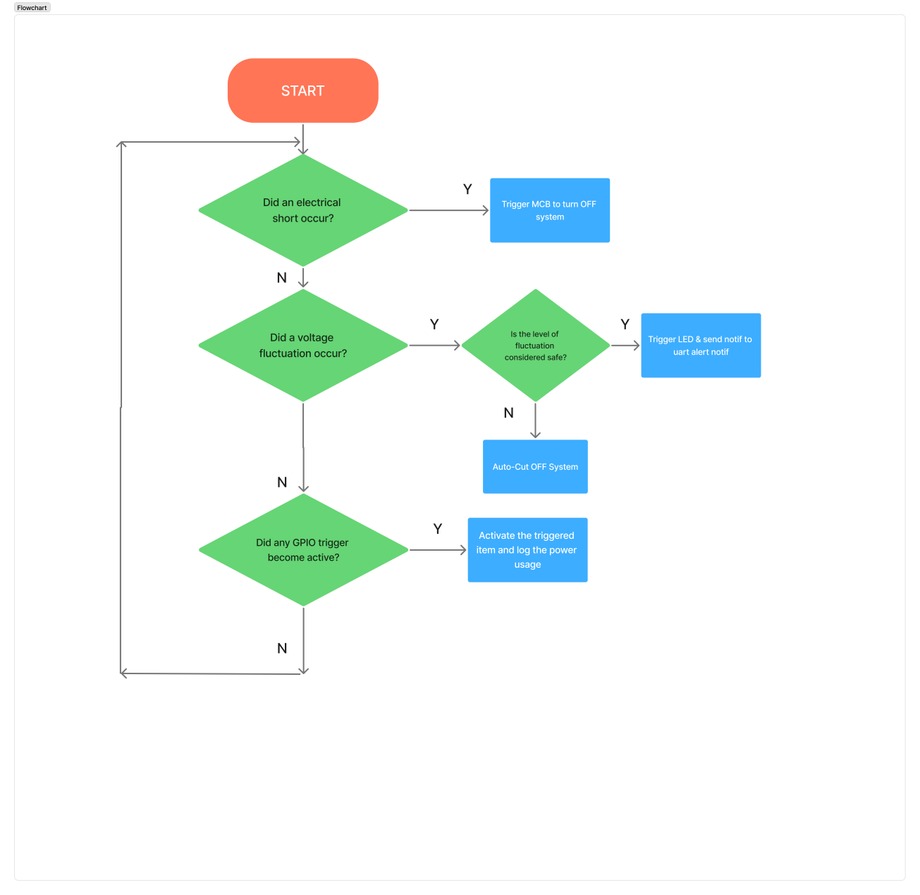 Flowchart
START
Did an electrical
short occur?
Y
Trigger MCB to turn OFF
system
N
Did a voltage
fluctuation occur?
Y
Is the level of
fluctuation
considered safe?
Y
Trigger LED & send notif to
uart alert notif
N
Auto-Cut OFF System
N
Did any GPIO trigger
become active?
Y
Activate the triggered
item and log the power
usage
N